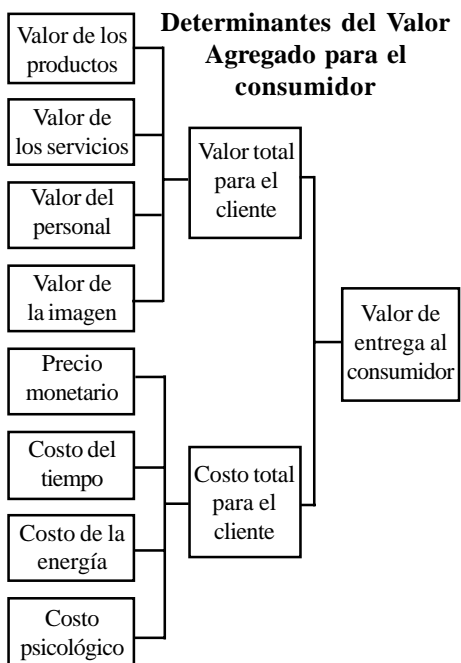 Determinantes del Valor
Agregado para el
consumidor
Valor de los
productos
Valor de
los servicios
Valor del
personal
Valor de
la imagen
Precio
monetario
Costo del
tiempo
Costo de la
energía
Costo
psicológico
Valor total
para el
cliente
Costo total
para el
cliente
Valor de
entrega al
consumidor